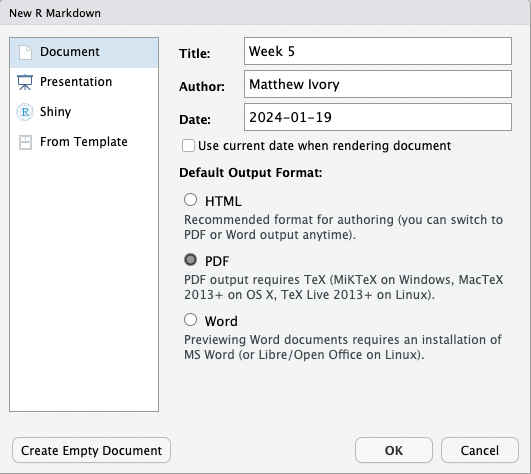 New R Markdown
Document
Presentation
Shiny
From Template
Title: Week 5
Author: Matthew Ivory
Date: 2024-01-19
Use current date when rendering document
Default Output Format:
HTML
Recommended format for authoring (you can switch to
PDF or Word output anytime).
PDF
PDF output requires TeX (MiKTeX on Windows, MacTeX
2013+ on OS X, TeX Live 2013+ on Linux).
Word
Previewing Word documents requires an installation of
MS Word (or Libre/Open Office on Linux).
Create Empty Document
OK
Cancel